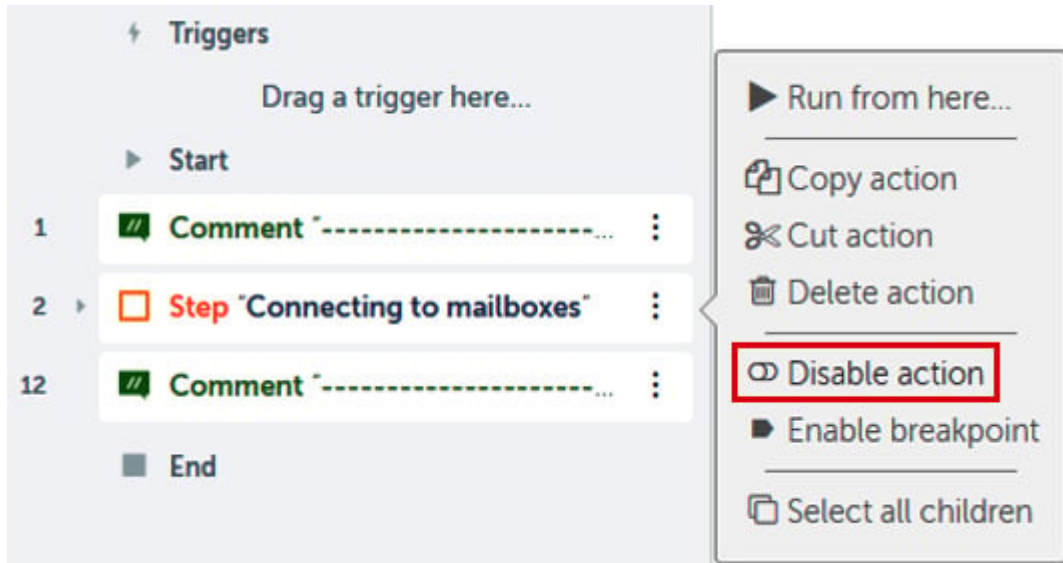 Triggers
Drag a trigger here...
Start
1 Comment "---------------------...
2 Step "Connecting to mailboxes"
12 Comment "---------------------...
End
Run from here...
Copy action
Cut action
Delete action
Disable action
Enable breakpoint
Select all children